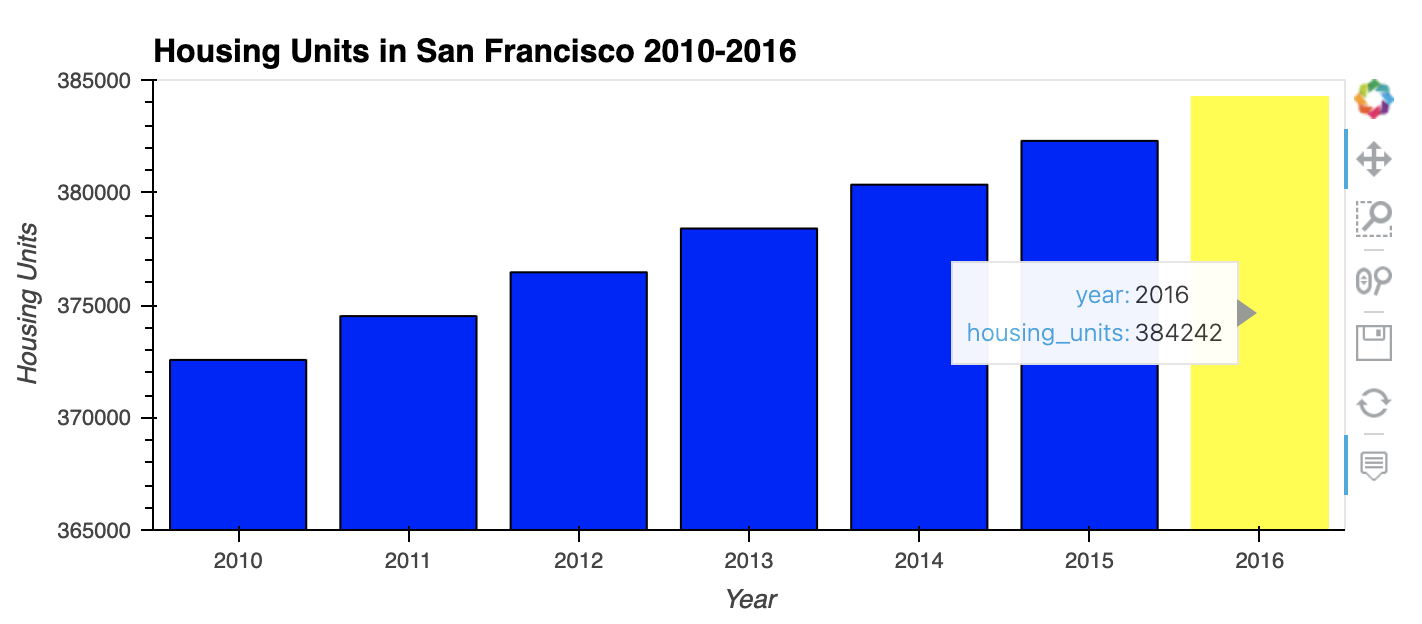 Housing Units in San Francisco 2010-2016
385000
380000
375000
370000
365000
Housing Units
year: 2016
housing_units: 384242
2010 2011 2012 2013 2014 2015 2016
Year